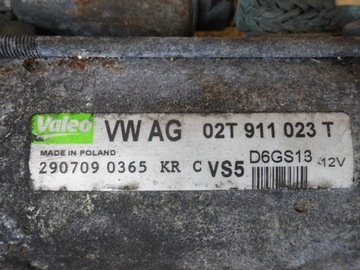 Valeo VW AG 02T 911 023 T
MADE IN POLAND
290709 0365 KR C VS5 D6GS13 12V